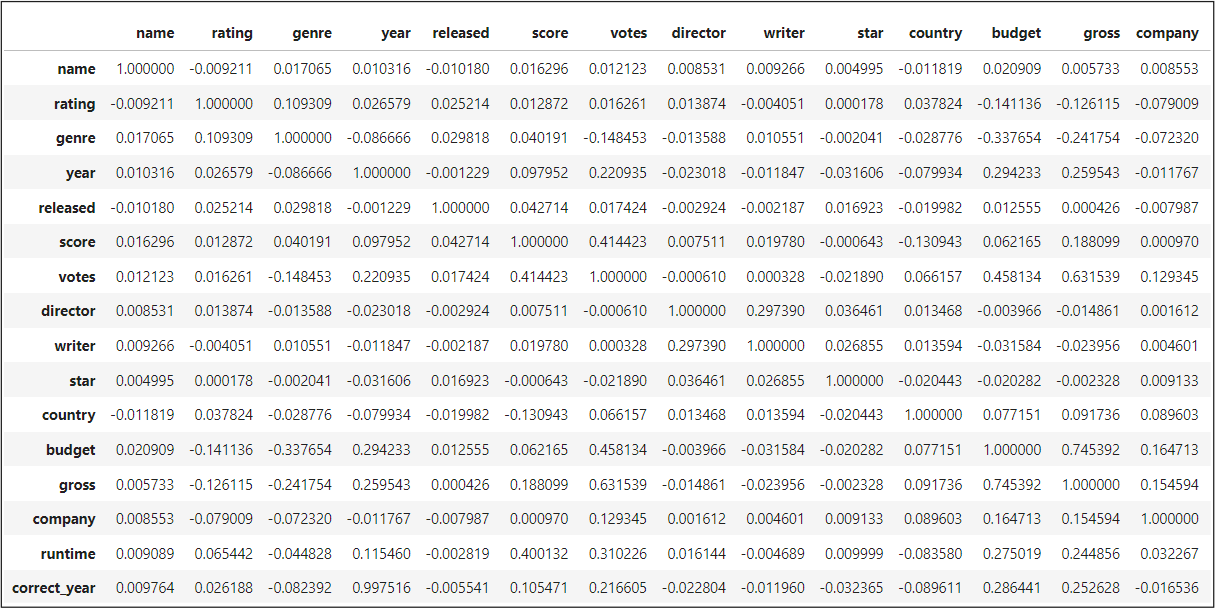 name rating genre year released score votes director writer star country budget gross company
name 1.000000 -0.009211 0.017065 0.010316 -0.010180 0.016296 0.012123 0.008531 0.009266 0.004995 -0.011819 0.020909 0.005733 0.008553
rating -0.009211 1.000000 0.109309 0.026579 0.025214 0.012872 0.016261 0.013874 -0.004051 0.000178 0.037824 -0.141136 -0.126115 -0.079009
genre 0.017065 0.109309 1.000000 -0.086666 0.029818 0.040191 -0.148453 -0.013588 0.010551 -0.002041 -0.028776 -0.337654 -0.241754 -0.072320
year 0.010316 0.026579 -0.086666 1.000000 -0.001229 0.097952 0.220935 -0.023018 -0.011847 -0.031606 -0.079934 0.294233 0.259543 -0.011767
released -0.010180 0.025214 0.029818 -0.001229 1.000000 0.042714 0.017424 -0.002924 -0.002187 0.016923 -0.019982 0.012555 0.000426 -0.007987
score 0.016296 0.012872 0.040191 0.097952 0.042714 1.000000 0.414423 0.007511 0.019780 -0.000643 -0.130943 0.062165 0.188099 0.000970
votes 0.012123 0.016261 -0.148453 0.220935 0.017424 0.414423 1.000000 -0.000610 0.000328 -0.021890 0.066157 0.458134 0.631539 0.129345
director 0.008531 0.013874 -0.013588 -0.023018 -0.002924 0.007511 -0.000610 1.000000 0.297390 0.036461 0.013468 -0.003966 -0.014861 0.001612
writer 0.009266 -0.004051 0.010551 -0.011847 -0.002187 0.019780 0.000328 0.297390 1.000000 0.026855 0.013594 -0.031584 -0.023956 0.004601
star 0.004995 0.000178 -0.002041 -0.031606 0.016923 -0.000643 -0.021890 0.036461 0.026855 1.000000 -0.020443 -0.020282 -0.002328 0.009133
country -0.011819 0.037824 -0.028776 -0.079934 -0.019982 -0.130943 0.066157 0.013468 0.013594 -0.020443 1.000000 0.077151 0.091736 0.089603
budget 0.020909 -0.141136 -0.337654 0.294233 0.012555 0.062165 0.458134 -0.003966 -0.031584 -0.020282 0.077151 1.000000 0.745392 0.164713
gross 0.005733 -0.126115 -0.241754 0.259543 0.000426 0.188099 0.631539 -0.014861 -0.023956 -0.002328 0.091736 0.745392 1.000000 0.154594
company 0.008553 -0.079009 -0.072320 -0.011767 -0.007987 0.000970 0.129345 0.001612 0.004601 0.009133 0.089603 0.164713 0.154594 1.000000
runtime 0.009089 0.065442 -0.044828 0.115460 -0.002819 0.400132 0.310226 0.016144 -0.004689 0.009999 -0.083580 0.275019 0.244856 0.032267
correct_year 0.009764 0.026188 -0.082392 0.997516 -0.005541 0.105471 0.216605 -0.022804 -0.011960 -0.032365 -0.089611 0.286441 0.252628 -0.016536